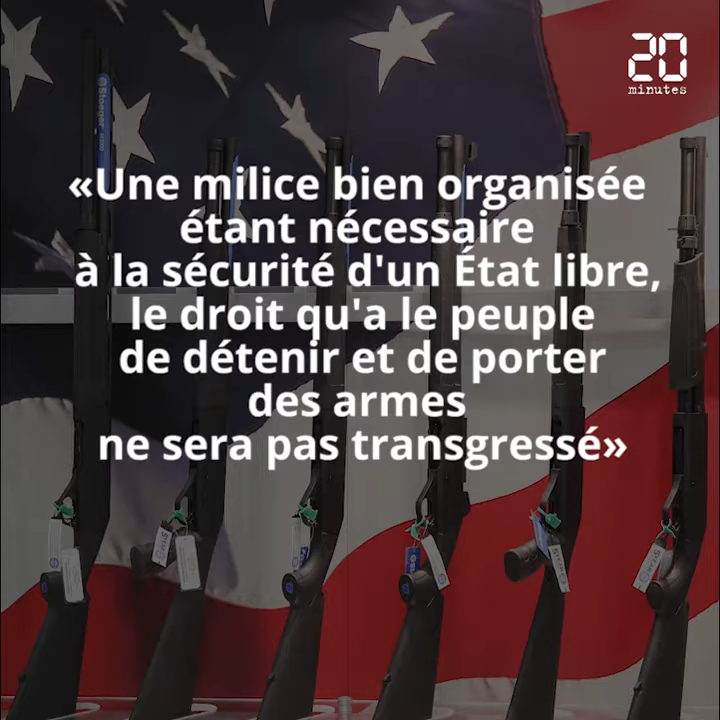 20
minutes
Stoeger
«Une milice bien organisée
étant nécessaire
à la sécurité d'un État libre,
le droit qu'a le peuple
de détenir et de porter
des armes
ne sera pas transgressé»